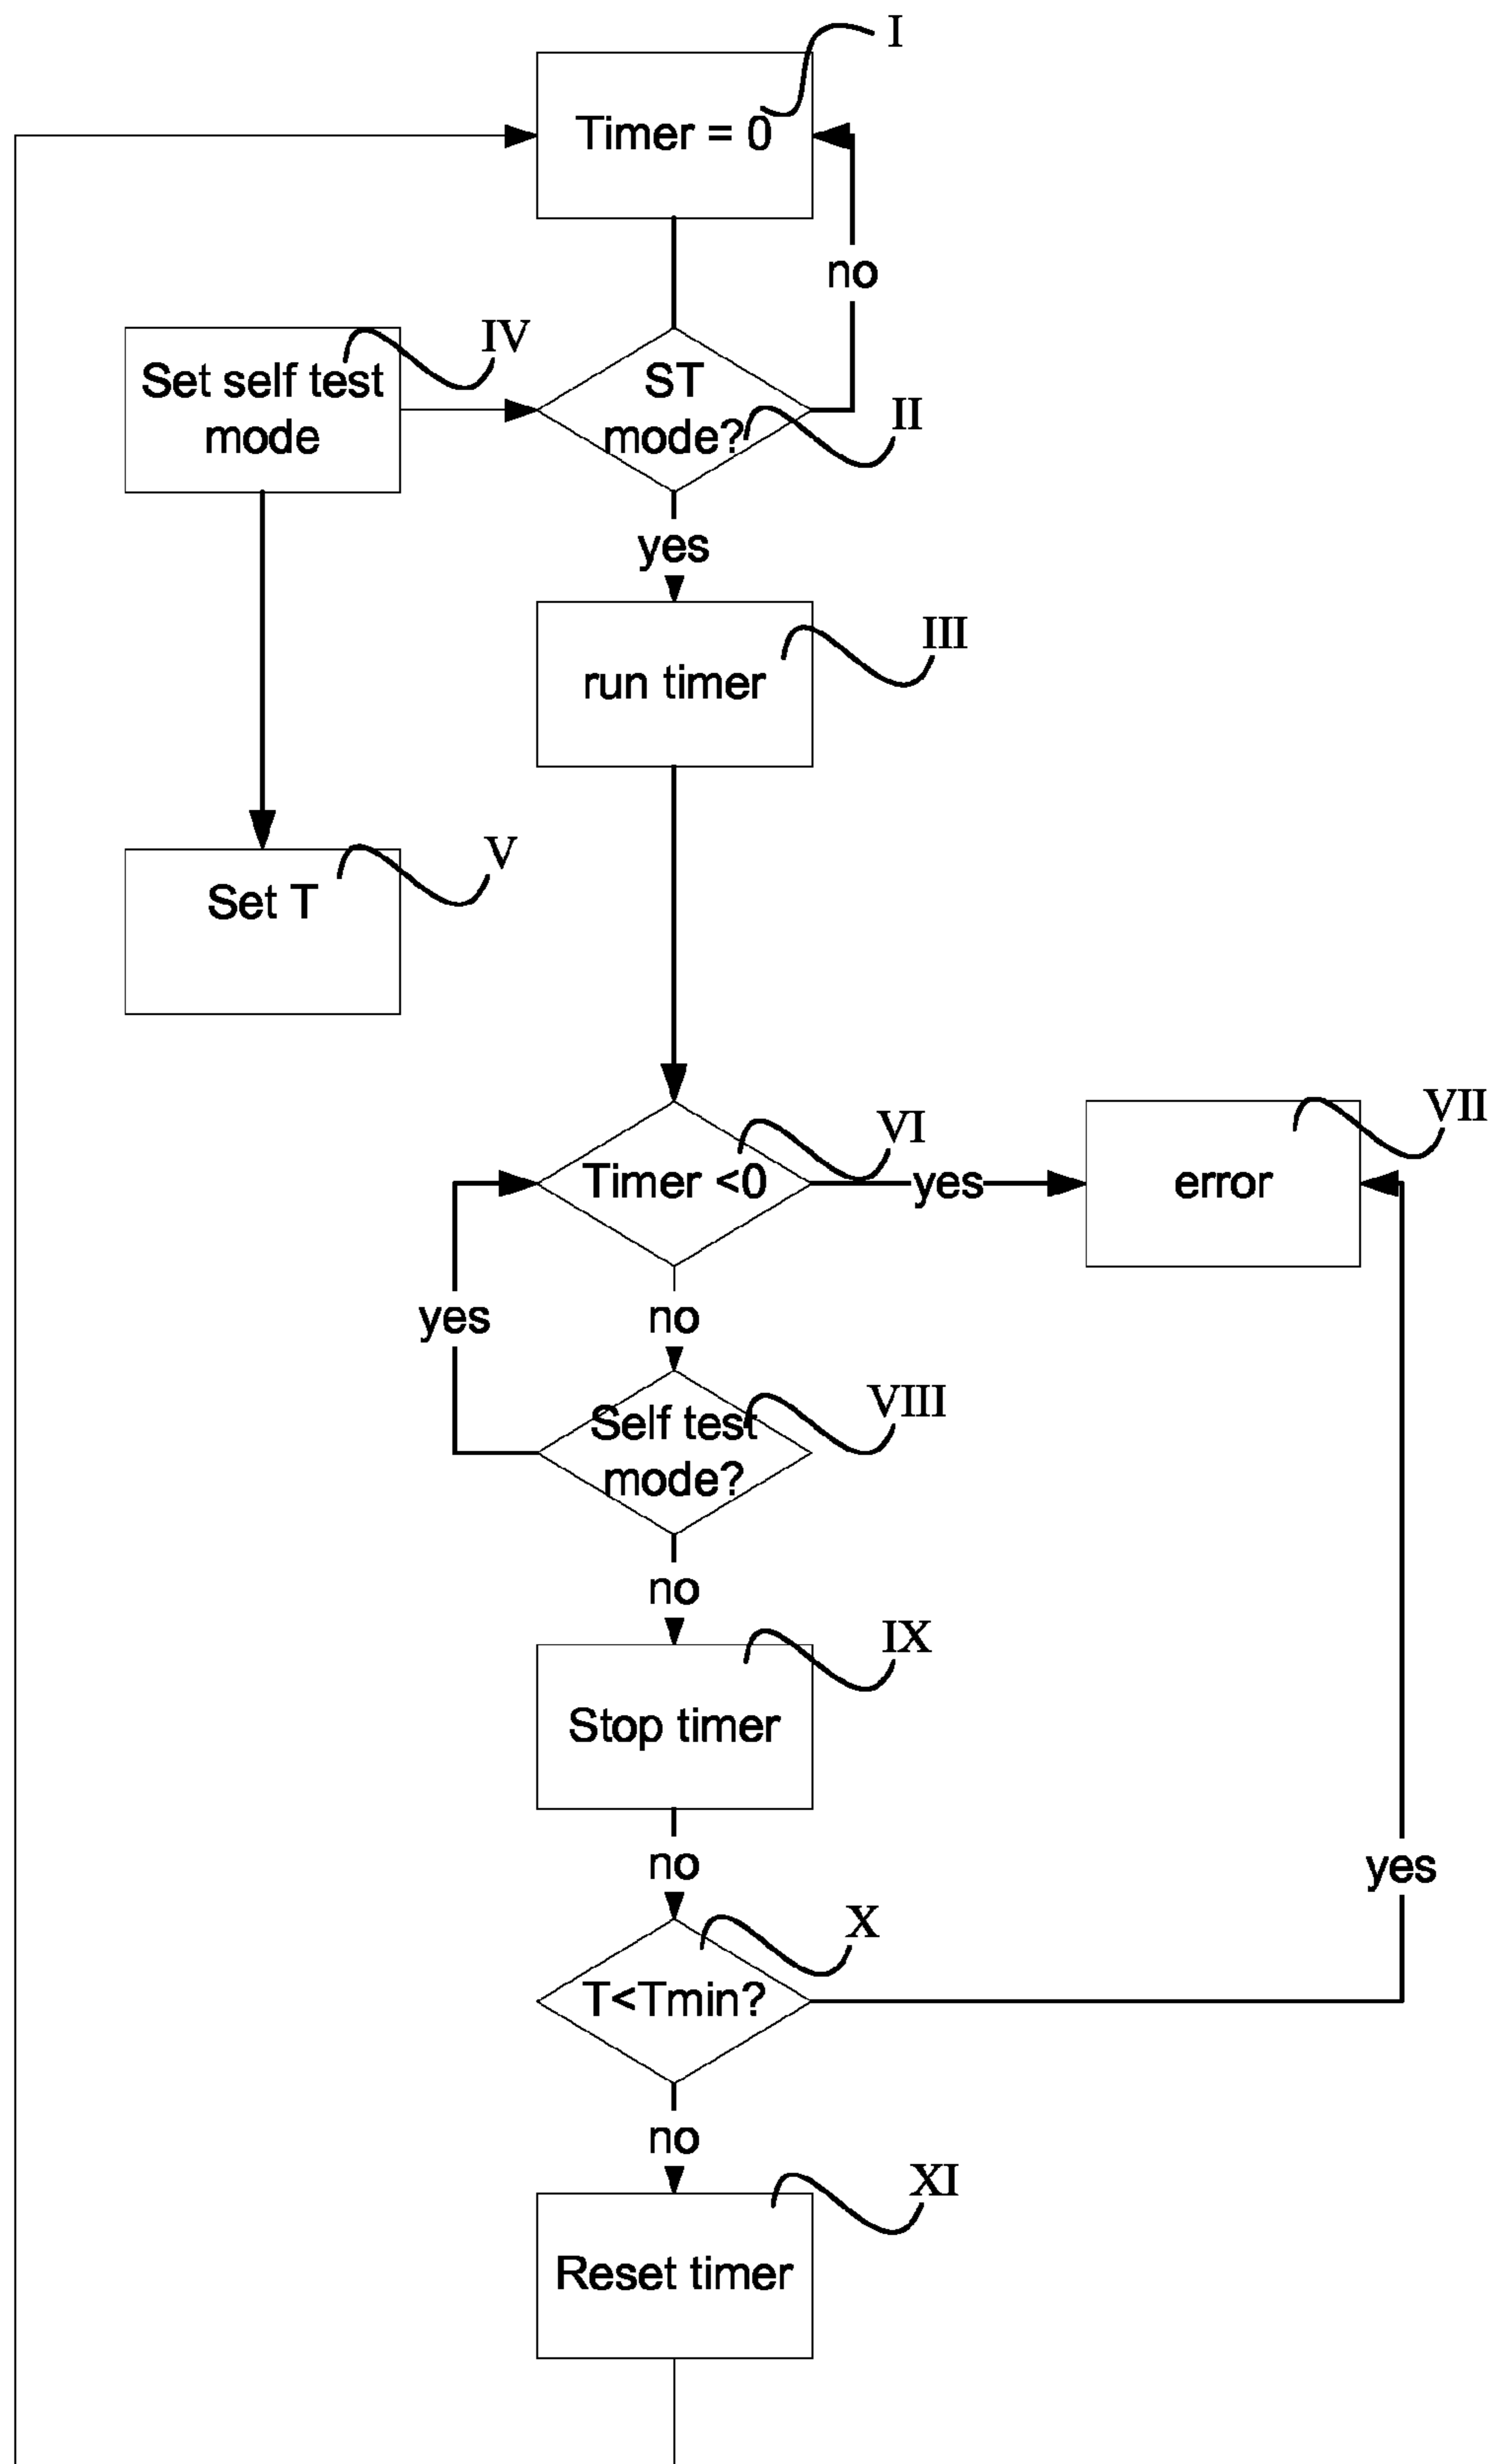 I
Timer = 0
no
IV
Set self test
mode
ST
mode?
II
yes
III
run timer
V
Set T
VI
VII
Timer <0
yes
error
yes
no
VIII
Self test
mode?
no
IX
Stop timer
no
yes
X
T<Tmin?
no
XI
Reset timer